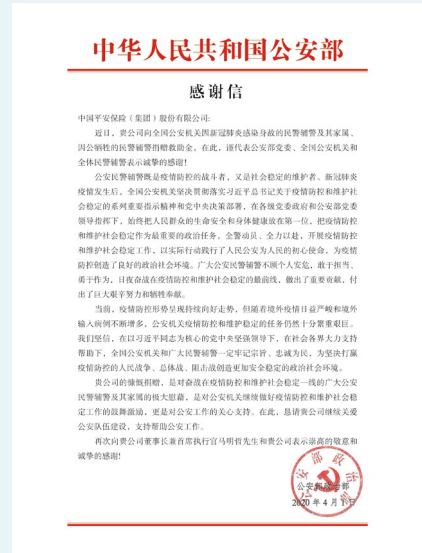 中华人民共和国公安部
感谢信
中国平安保险（集团）股份有限公司:
近日，贵公司向全国公安机关因新冠肺炎感染身故的民警辅警及其家属、
因公牺牲的民警辅警捐赠救助金。在此，谨代表公安部党委、全国公安机关和
全体民警辅警表示诚挚的感谢!
公安民警辅警是疫情防控的战斗者，又是社会稳定的维护者。新冠肺炎
疫情发生后，全国公安机关坚决贯彻落实习近平总书记关于疫情防控和维护社
会稳定的系列重要指示精神和党中央决策部署，在各级党委政府和公安部党委
领导指挥下，始终把人民群众的生命安全和身体健康放在第一位，把疫情防控
和维护社会稳定作为最重要的政治任务，全警动员、全力以赴，开展疫情防控
和维护社会稳定工作，以实际行动践行了人民公安为人民的初心使命，为疫情
防控创造了良好的政治社会环境。广大公安民警辅警不顾个人安危，敢于担当、
勇于作为，日夜奋战在疫情防控和维护社会稳定的最前线，做出了重要贡献，付
出了巨大艰辛努力和牺牲奉献。
当前，疫情防控形势呈现持续向好走势，但随着境外疫情日益严峻和境外
输入病例不断增多，公安机关疫情防控和维护稳定的任务仍然十分繁重艰巨。
我们坚信，在以习近平同志为核心的党中央坚强领导下，在社会各界大力支持
帮助下，全国公安机关和广大民警辅警一定牢记宗旨、忠诚为民，为坚决打赢
疫情防控的人民战争、总体战、阻击战创造更加安全稳定的政治社会环境。
贵公司的慷慨捐赠，是对奋战在疫情防控和维护社会稳定一线的广大公安
民警辅警及其家属的极大慰藉，是对公安机关继续做好疫情防控和维护社会稳
定工作的鼓舞激励，更是对公安工作的关心支持。在此，恳请贵公司继续关爱
公安队伍建设，支持帮助公安工作。
再次向贵公司董事长兼首席执行官马明哲先生和贵公司表示崇高的敬意和
诚挚的感谢!
公安部政治部
2020 年 4 月 1 日